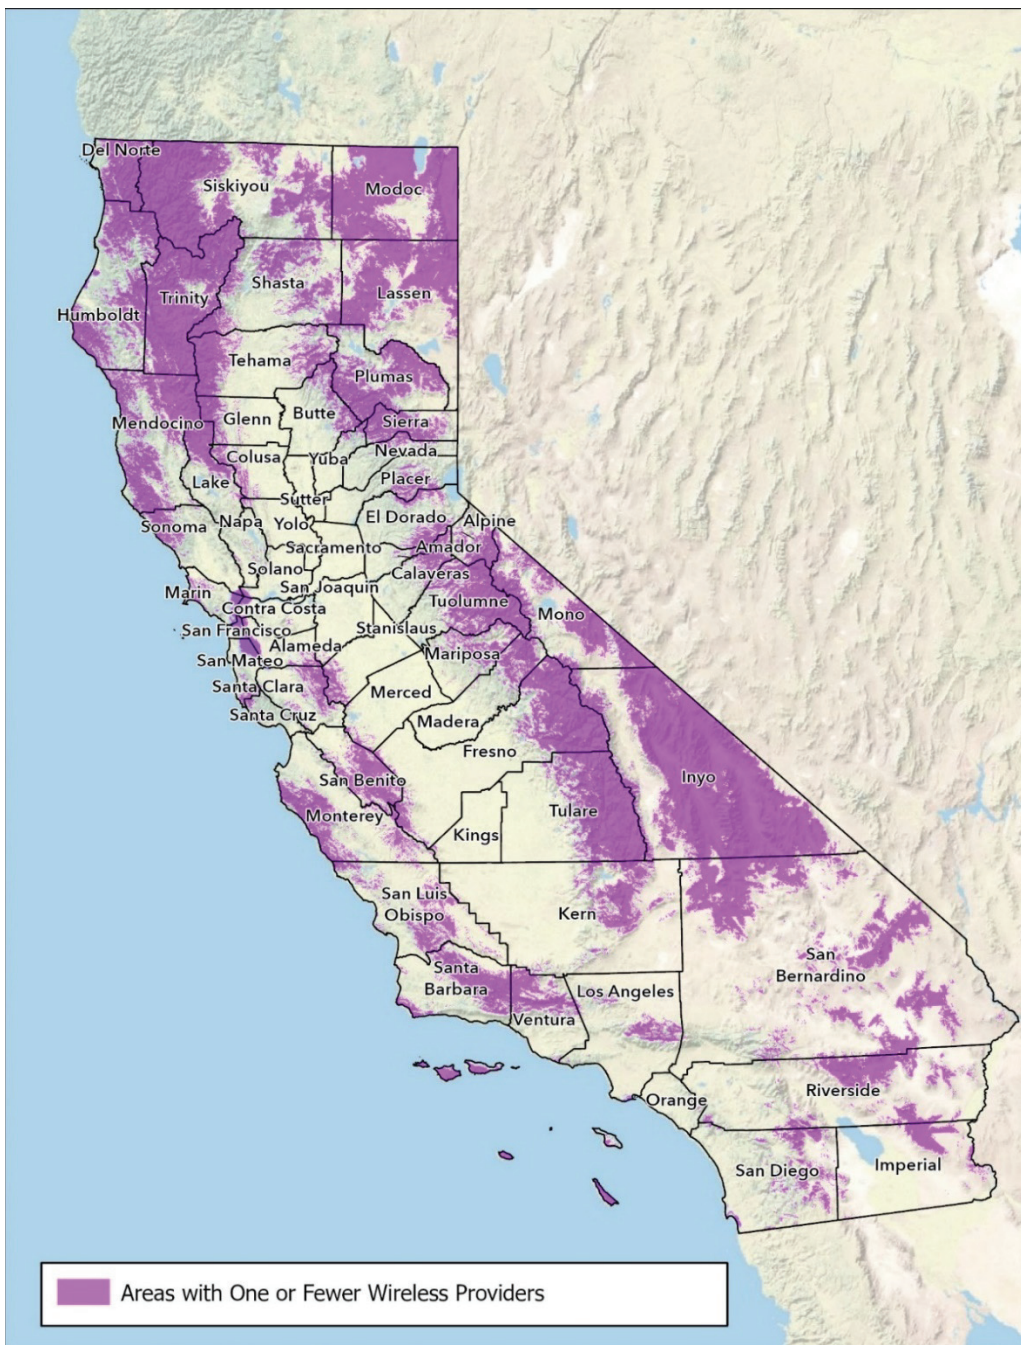 Del Norte
Siskiyou
Modoc
Shasta
Lassen
Trinity
Humboldt
Tehama
Plumas
Butte
Glenn
Sierra
Mendocino
Nevada
Colusa
Yuba
Placer
Lake
Sutter
El Dorado
Alpine
Napa
Sonoma
Yolo
Sacramento
Amador
Solano
Calaveras
San Joaquin
Marin
Tuolumne
Contra Costa
Mono
San Francisco
Stanislaus
Alameda
Mariposa
San Mateo
Santa Clara
Merced
Santa Cruz
Madera
Fresno
San Benito
Inyo
Monterey
Tulare
Kings
San Luis
Obispo
Kern
San
Bernardino
Santa
Barbara
Los Angeles
Ventura
Riverside
Orange
San Diego
Imperial
Areas with One or Fewer Wireless Providers